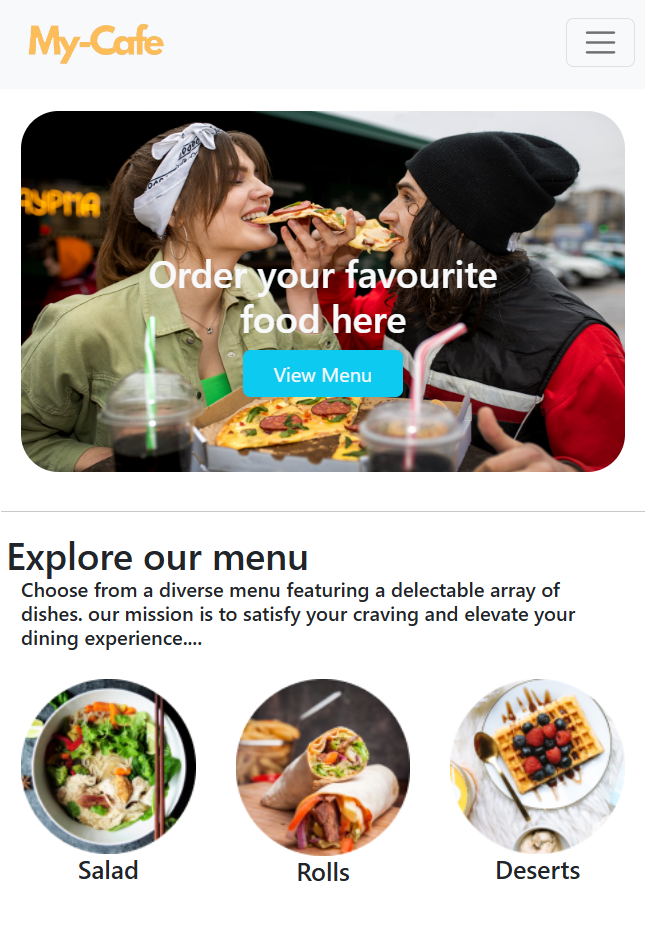 My-Cafe
АУРМА
Order your favourite
food here
View Menu
Explore our menu
Choose from a diverse menu featuring a delectable array of
dishes. our mission is to satisfy your craving and elevate your
dining experience....
Salad
Rolls
Deserts